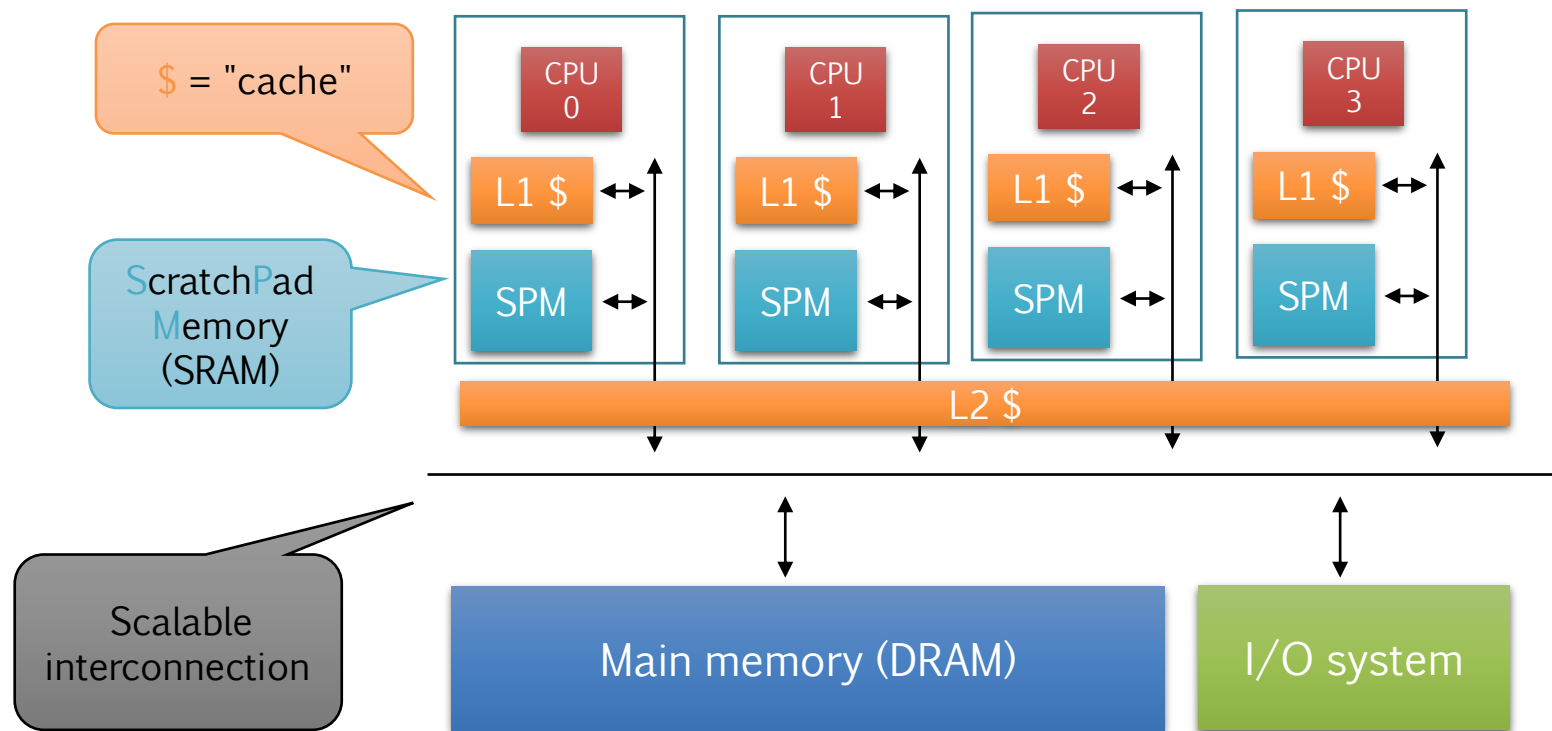 $ = "cache"
CPU
0
CPU
1
CPU
2
CPU
3
L1 $
L1 $
L1 $
L1 $
ScratchPad
Memory
(SRAM)
SPM
SPM
SPM
SPM
L2 $
Scalable
interconnection
Main memory (DRAM)
I/O system